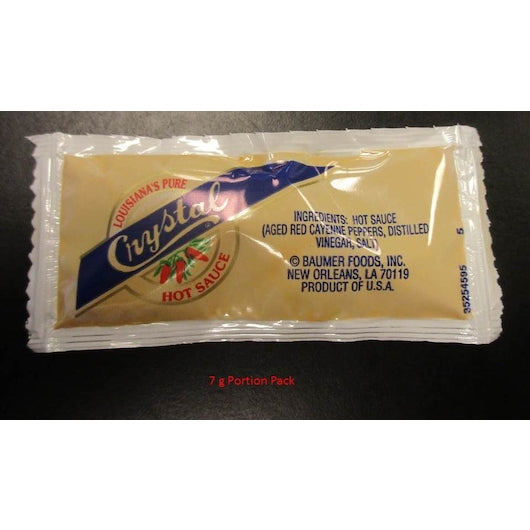 LOUISIANA'S PURE
Crystal
HOT SAUCE
INGREDIENTS: HOT SAUCE
(AGED RED CAYENNE PEPPERS, DISTILLED
VINEGAR, SALT)
© BAUMER FOODS, INC.
NEW ORLEANS, LA 70119
PRODUCT OF U.S.A.
35254595 5
7 g Portion Pack